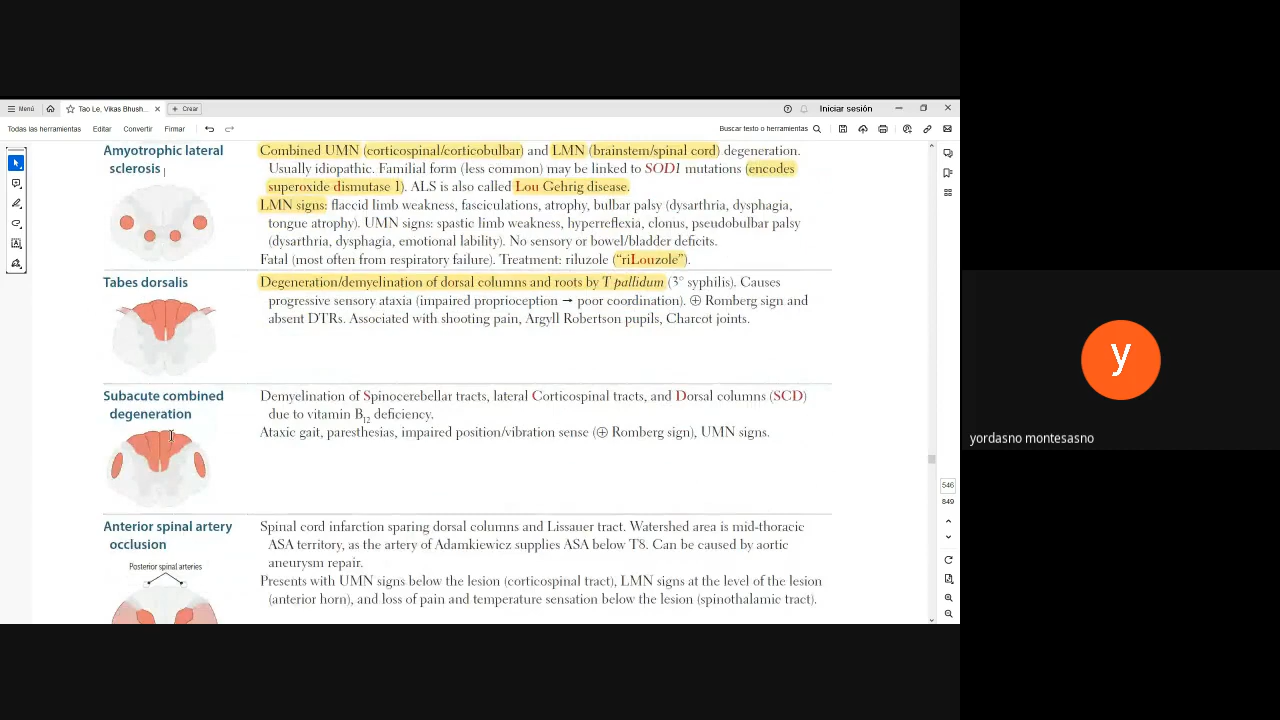 Menú
Tao Le, Vikas Bhush...
Crear
Iniciar sesión
Todas las herramientas
Editar
Convertir
Firmar
Buscar texto o herramientas
Amyotrophic lateral
sclerosis
Combined UMN (corticospinal/corticobulbar) and LMN (brainstem/spinal cord) degeneration.
Usually idiopathic. Familial form (less common) may be linked to SOD1 mutations (encodes
superoxide dismutase 1). ALS is also called Lou Gehrig disease.
LMN signs: flaccid limb weakness, fasciculations, atrophy, bulbar palsy (dysarthria, dysphagia,
tongue atrophy). UMN signs: spastic limb weakness, hyperreflexia, clonus, pseudobulbar palsy
(dysarthria, dysphagia, emotional lability). No sensory or bowel/bladder deficits.
Fatal (most often from respiratory failure). Treatment: riluzole (“riLouzole”).
Tabes dorsalis
Degeneration/demyelination of dorsal columns and roots by T pallidum (3° syphilis). Causes
progressive sensory ataxia (impaired proprioception → poor coordination). ⊕ Romberg sign and
absent DTRs. Associated with shooting pain, Argyll Robertson pupils, Charcot joints.
Subacute combined
degeneration
Demyelination of Spinocerebellar tracts, lateral Corticospinal tracts, and Dorsal columns (SCD)
due to vitamin B12 deficiency.
Ataxic gait, paresthesias, impaired position/vibration sense (⊕ Romberg sign), UMN signs.
Anterior spinal artery
occlusion
Posterior spinal arteries
Spinal cord infarction sparing dorsal columns and Lissauer tract. Watershed area is mid-thoracic
ASA territory, as the artery of Adamkiewicz supplies ASA below T8. Can be caused by aortic
aneurysm repair.
Presents with UMN signs below the lesion (corticospinal tract), LMN signs at the level of the lesion
(anterior horn), and loss of pain and temperature sensation below the lesion (spinothalamic tract).
546
849
y
yordasno montesasno